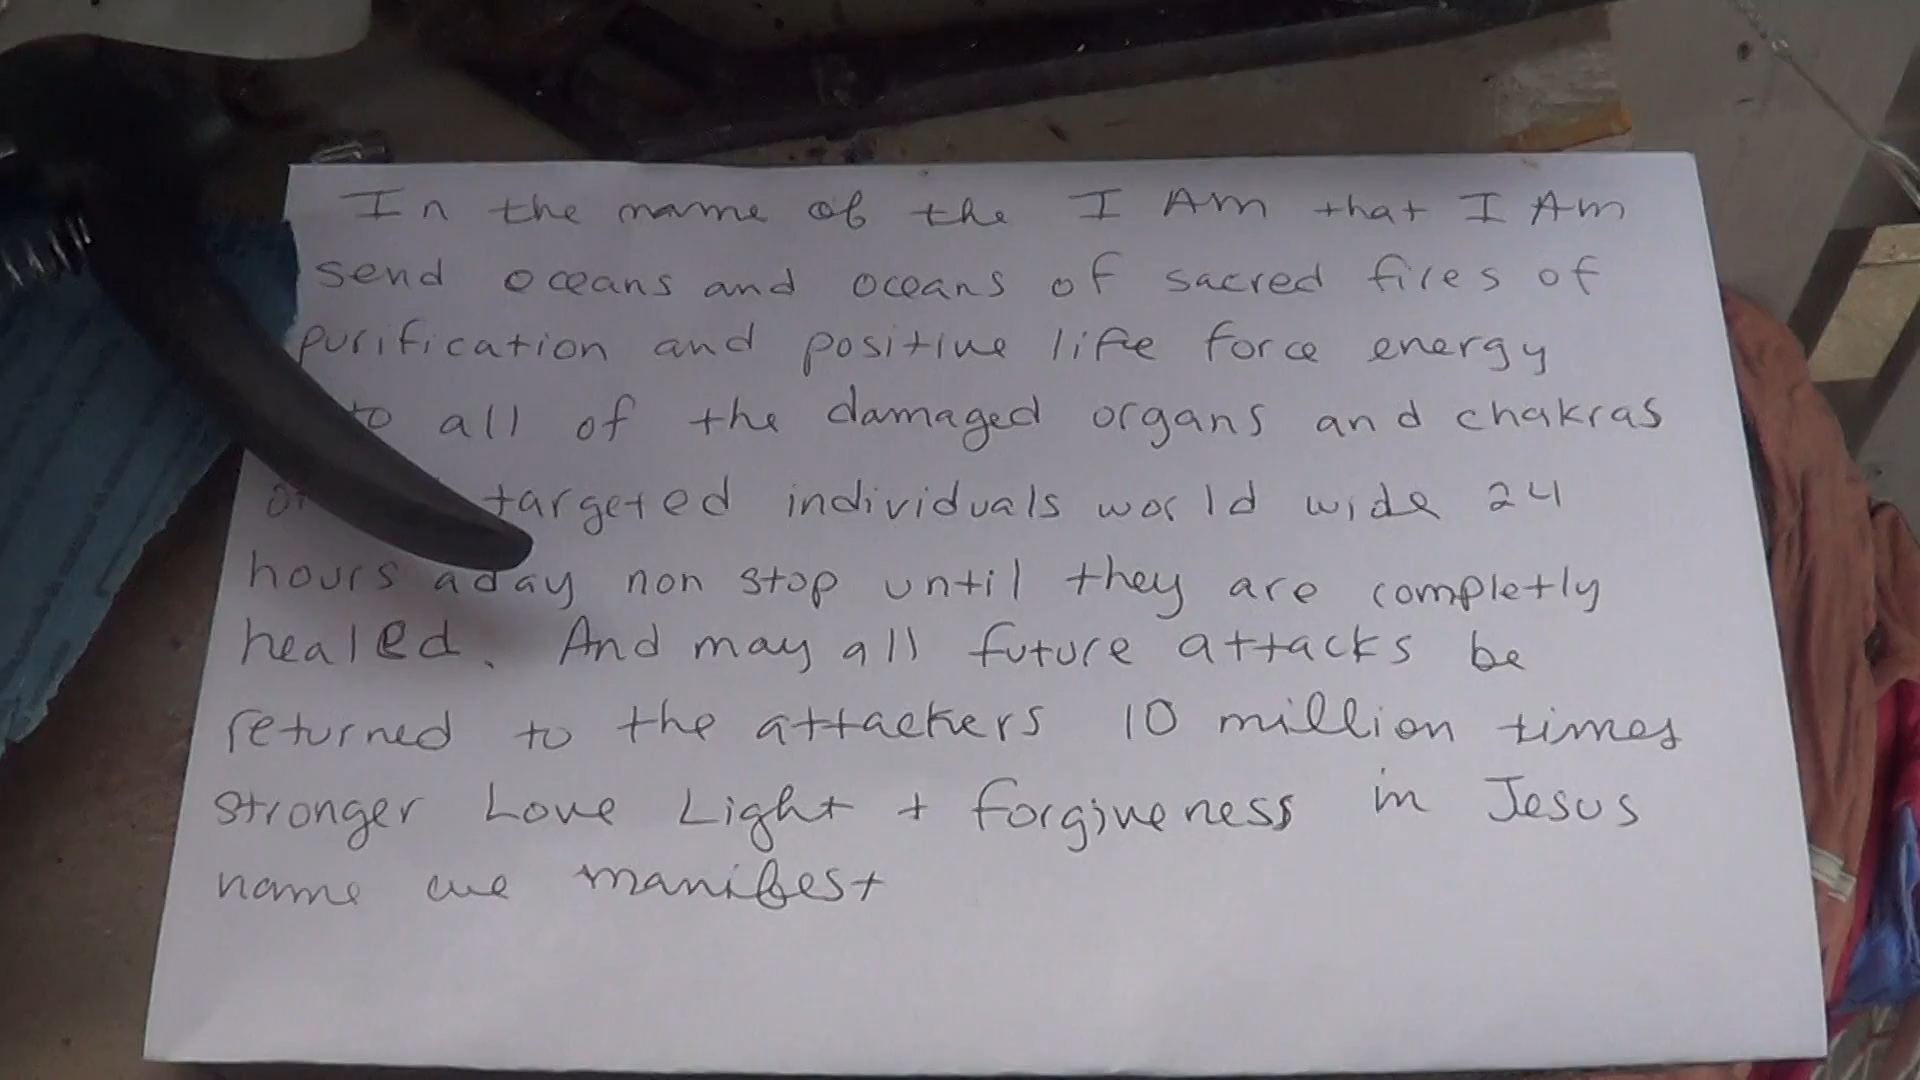 In the name of the I AM that I AM
send oceans and oceans of sacred fires of
purification and positive life force energy
to all of the damaged organs and chakras
of targeted individuals world wide 24
hours a day non stop until they are completly
healed. And may all future attacks be
returned to the attackers 10 million times
stronger Love Light + forgiveness in Jesus
name we manifest